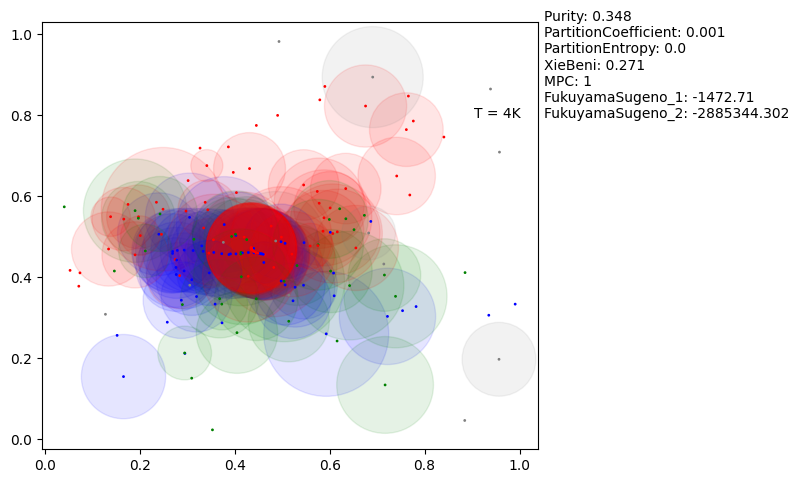 Purity: 0.348
PartitionCoefficient: 0.001
PartitionEntropy: 0.0
XieBeni: 0.271
MPC: 1
FukuyamaSugeno_1: -1472.71
FukuyamaSugeno_2: -2885344.302
T = 4K
1.0
0.8
0.6
0.4
0.2
0.0
0.0 0.2 0.4 0.6 0.8 1.0